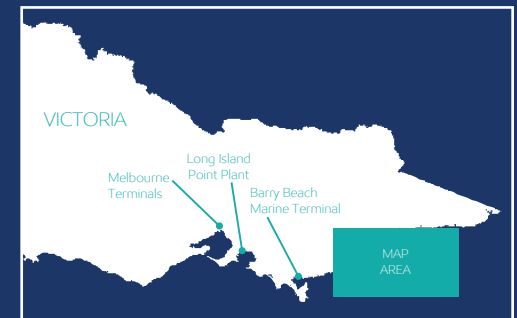 VICTORIA
Long Island
Point Plant
Melbourne
Terminals
Barry Beach
Marine Terminal
MAP
AREA